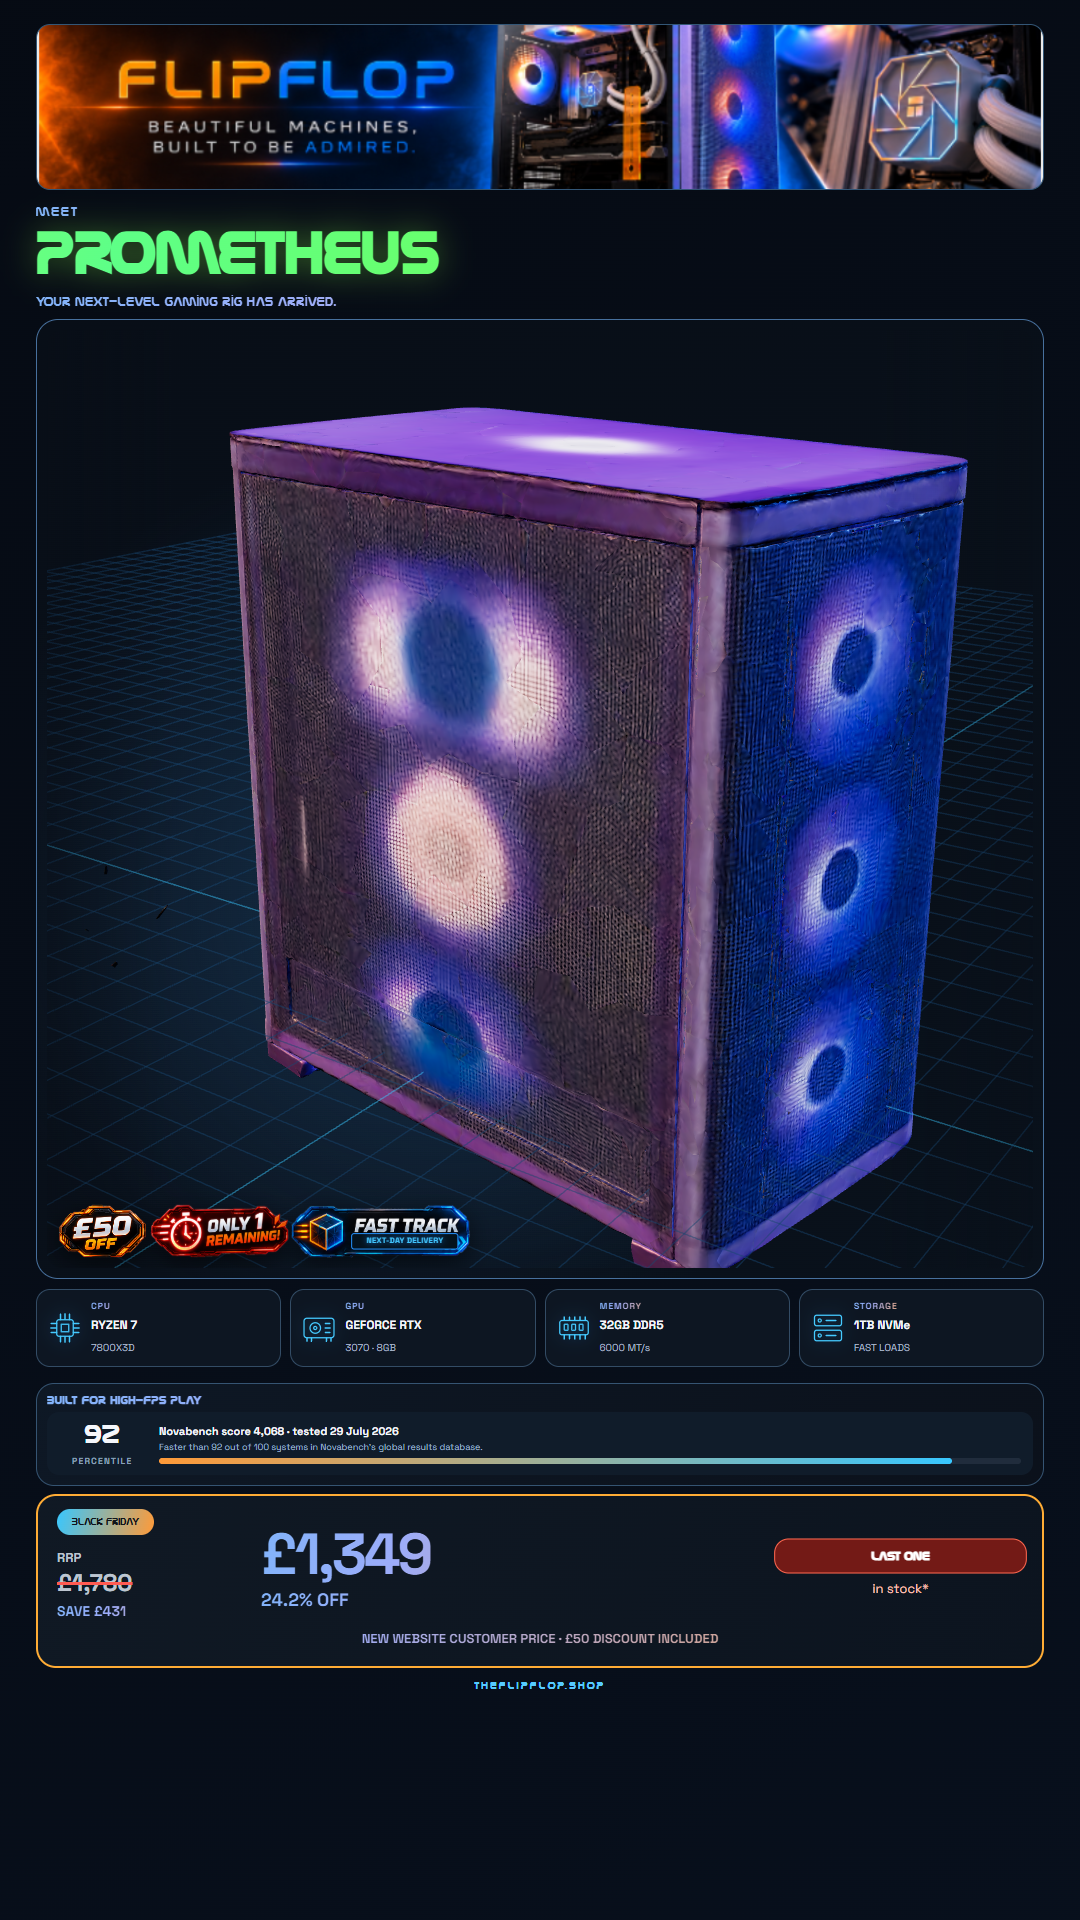 FLIPFLOP
BEAUTIFUL MACHINES,
BUILT TO BE ADMIRED.
MEET
PROMETHEUS
YOUR NEXT-LEVEL GAMING RIG HAS ARRIVED.
£50
OFF
ONLY 1
REMAINING!
FAST TRACK
NEXT-DAY DELIVERY
CPU
RYZEN 7
7800X3D
GPU
GEFORCE RTX
3070 · 8GB
MEMORY
32GB DDR5
6000 MT/s
STORAGE
1TB NVMe
FAST LOADS
BUILT FOR HIGH-FPS PLAY
92
PERCENTILE
Novabench score 4,068 · tested 29 July 2026
Faster than 92 out of 100 systems in Novabench's global results database.
BLACK FRIDAY
RRP
£1,780
SAVE £431
£1,349
24.2% OFF
LAST ONE
in stock*
NEW WEBSITE CUSTOMER PRICE · £50 DISCOUNT INCLUDED
THEFLIPFLOP.SHOP